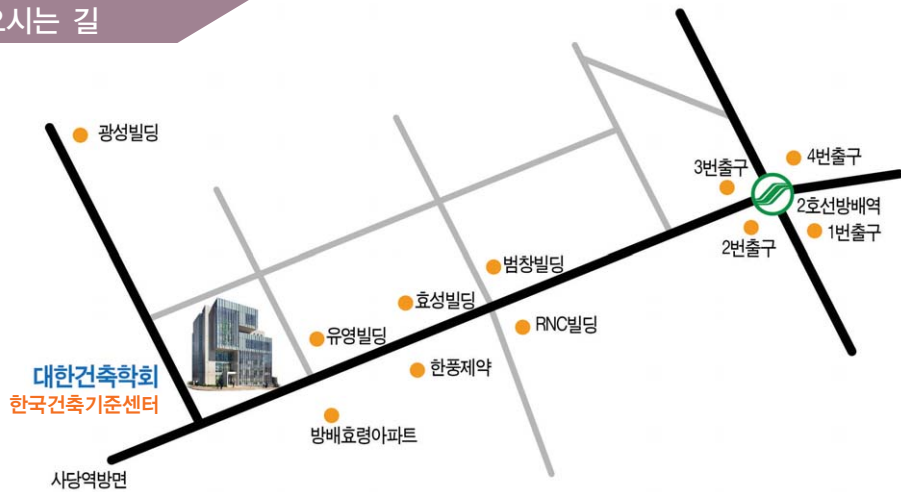 오시는 길
광성빌딩
3번출구
4번출구
2호선방배역
2번출구
1번출구
범창빌딩
효성빌딩
RNC빌딩
유영빌딩
한풍제약
대한건축학회
한국건축기준센터
방배효령아파트
사당역방면